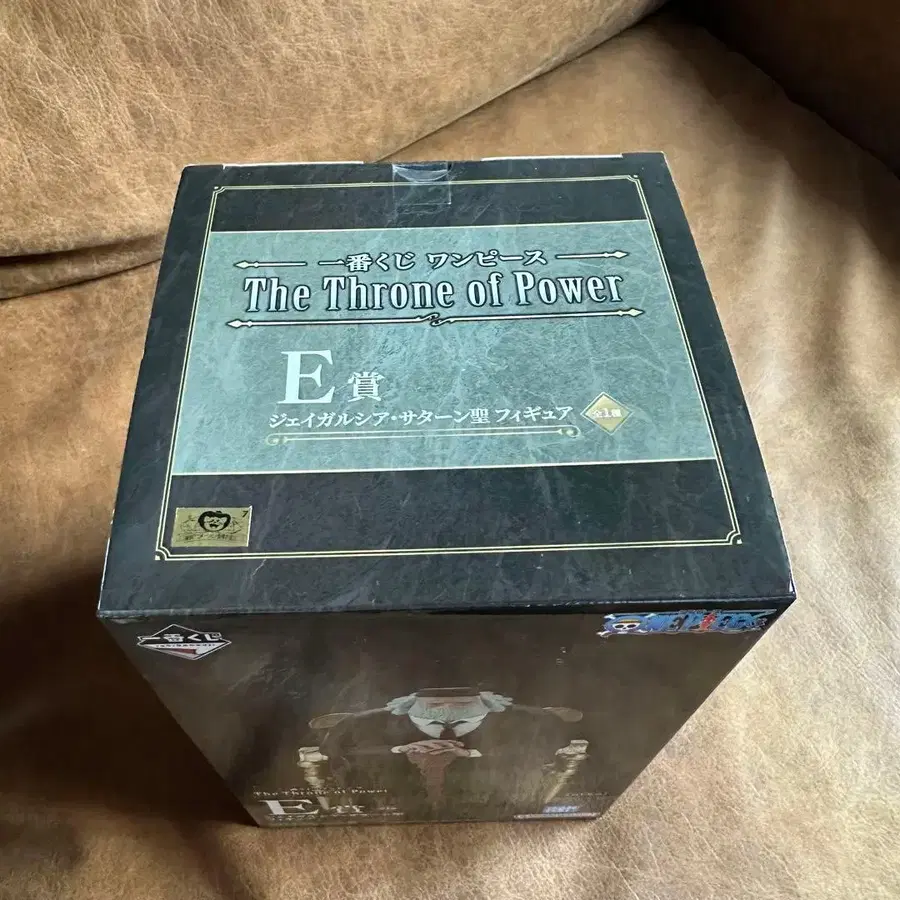 一番くじ ワンピース
The Throne of Power
E賞
ジェイガルシア・サターン聖 フィギュア 全1種
7
一番くじ
ONE PIECE
The Throne of Power
E賞